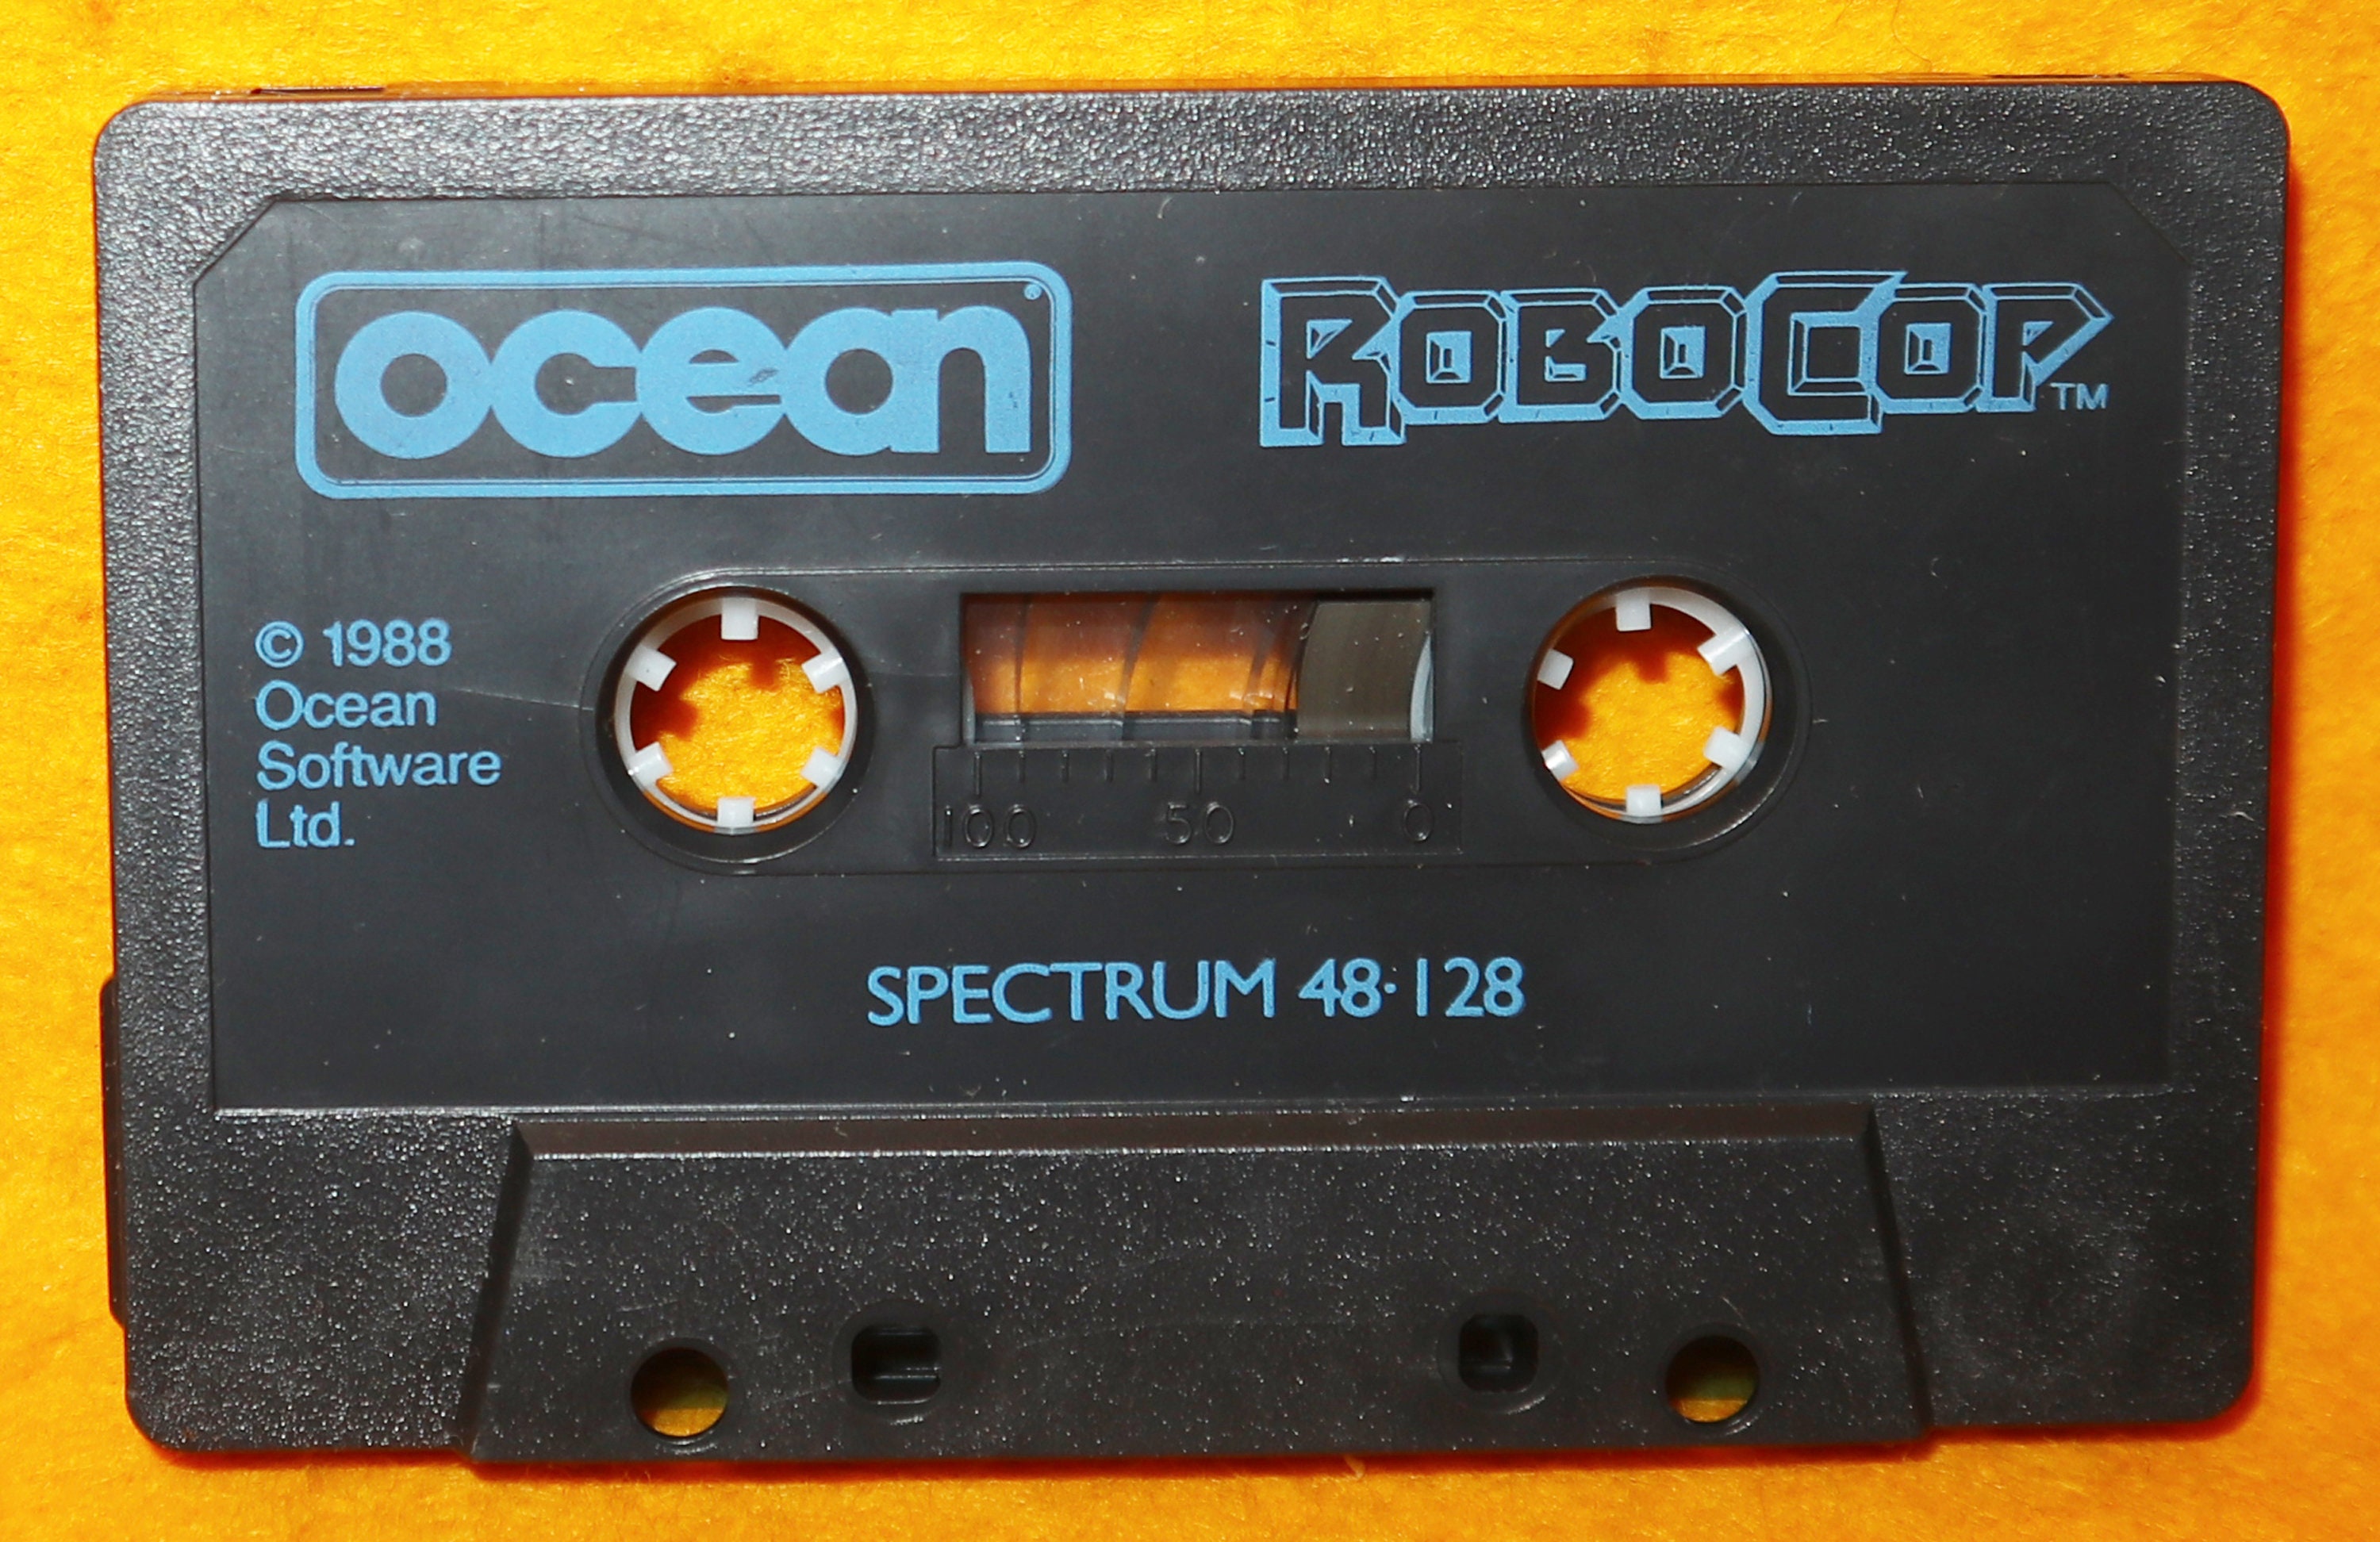 ocean®
ROBOCOP™
© 1988
Ocean
Software
Ltd.
100 50 0
SPECTRUM 48·128